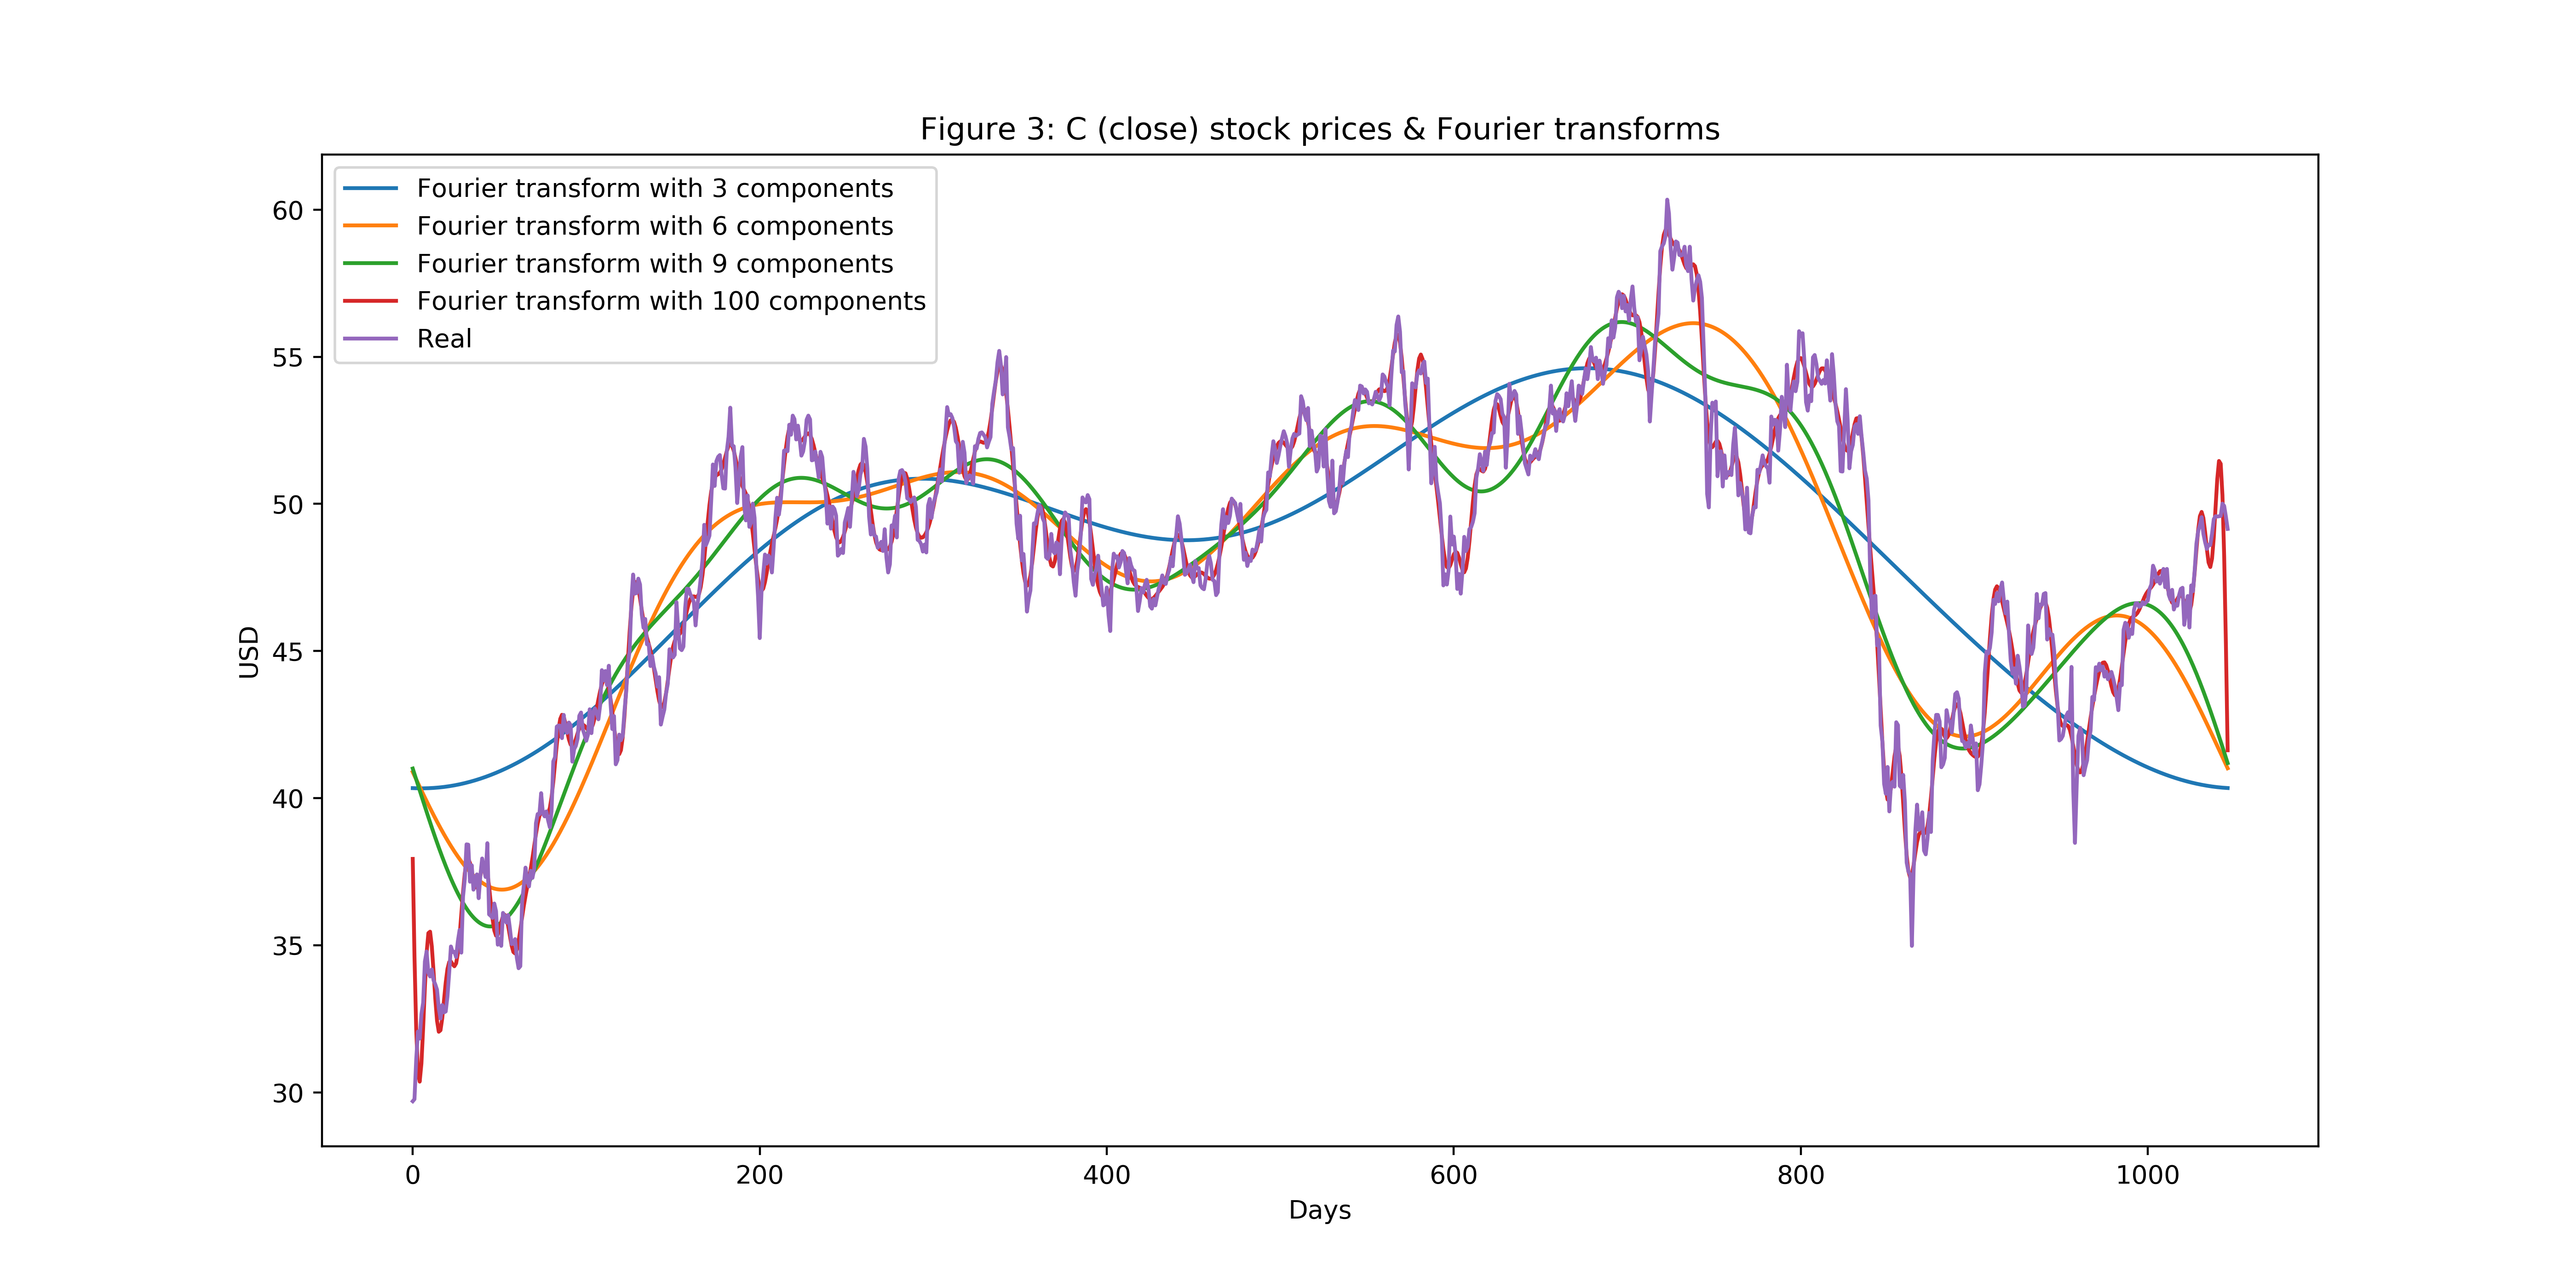 Figure 3: C (close) stock prices & Fourier transforms
Fourier transform with 3 components
Fourier transform with 6 components
Fourier transform with 9 components
Fourier transform with 100 components
Real
60
55
50
45
40
35
30
USD
0 200 400 600 800 1000
Days